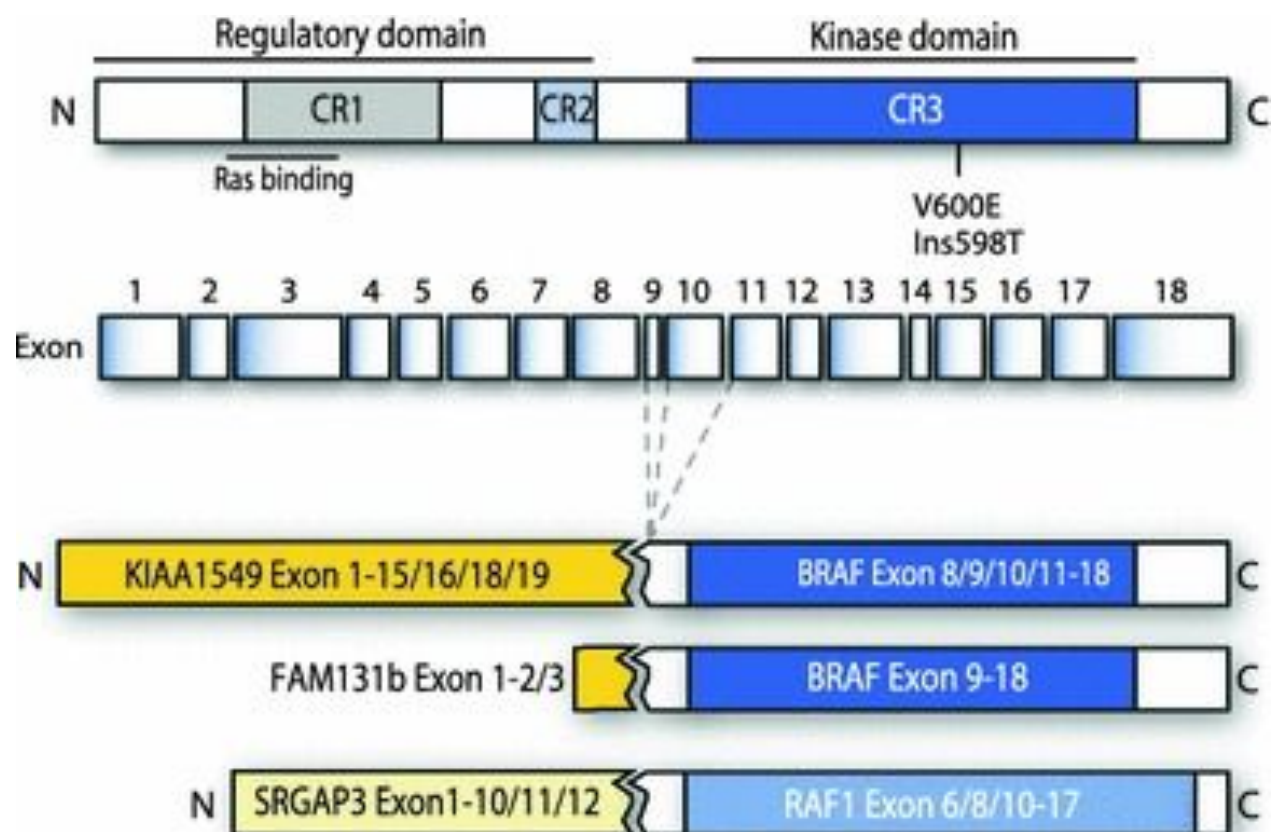 Regulatory domain Kinase domain
N CR1 CR2 CR3 C
Ras binding
V600E
Ins598T
1 2 3 4 5 6 7 8 9 10 11 12 13 14 15 16 17 18
Exon
N KIAA1549 Exon 1-15/16/18/19 BRAF Exon 8/9/10/11-18 C
FAM131b Exon 1-2/3 BRAF Exon 9-18 C
N SRGAP3 Exon1-10/11/12 RAF1 Exon 6/8/10-17 C